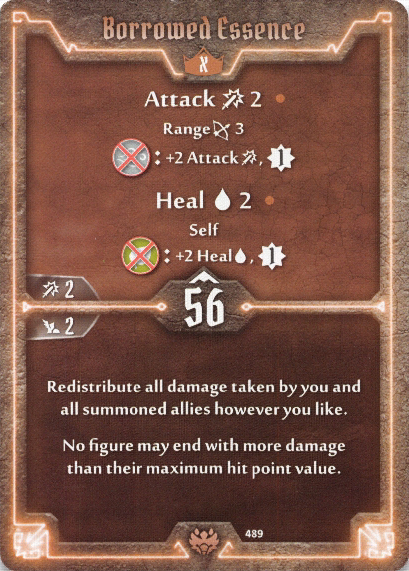 Borrowed Essence
X
Attack 2
Range 3
: +2 Attack , 1
Heal 2
Self
: +2 Heal , 1
2
56
2
Redistribute all damage taken by you and
all summoned allies however you like.
No figure may end with more damage
than their maximum hit point value.
489